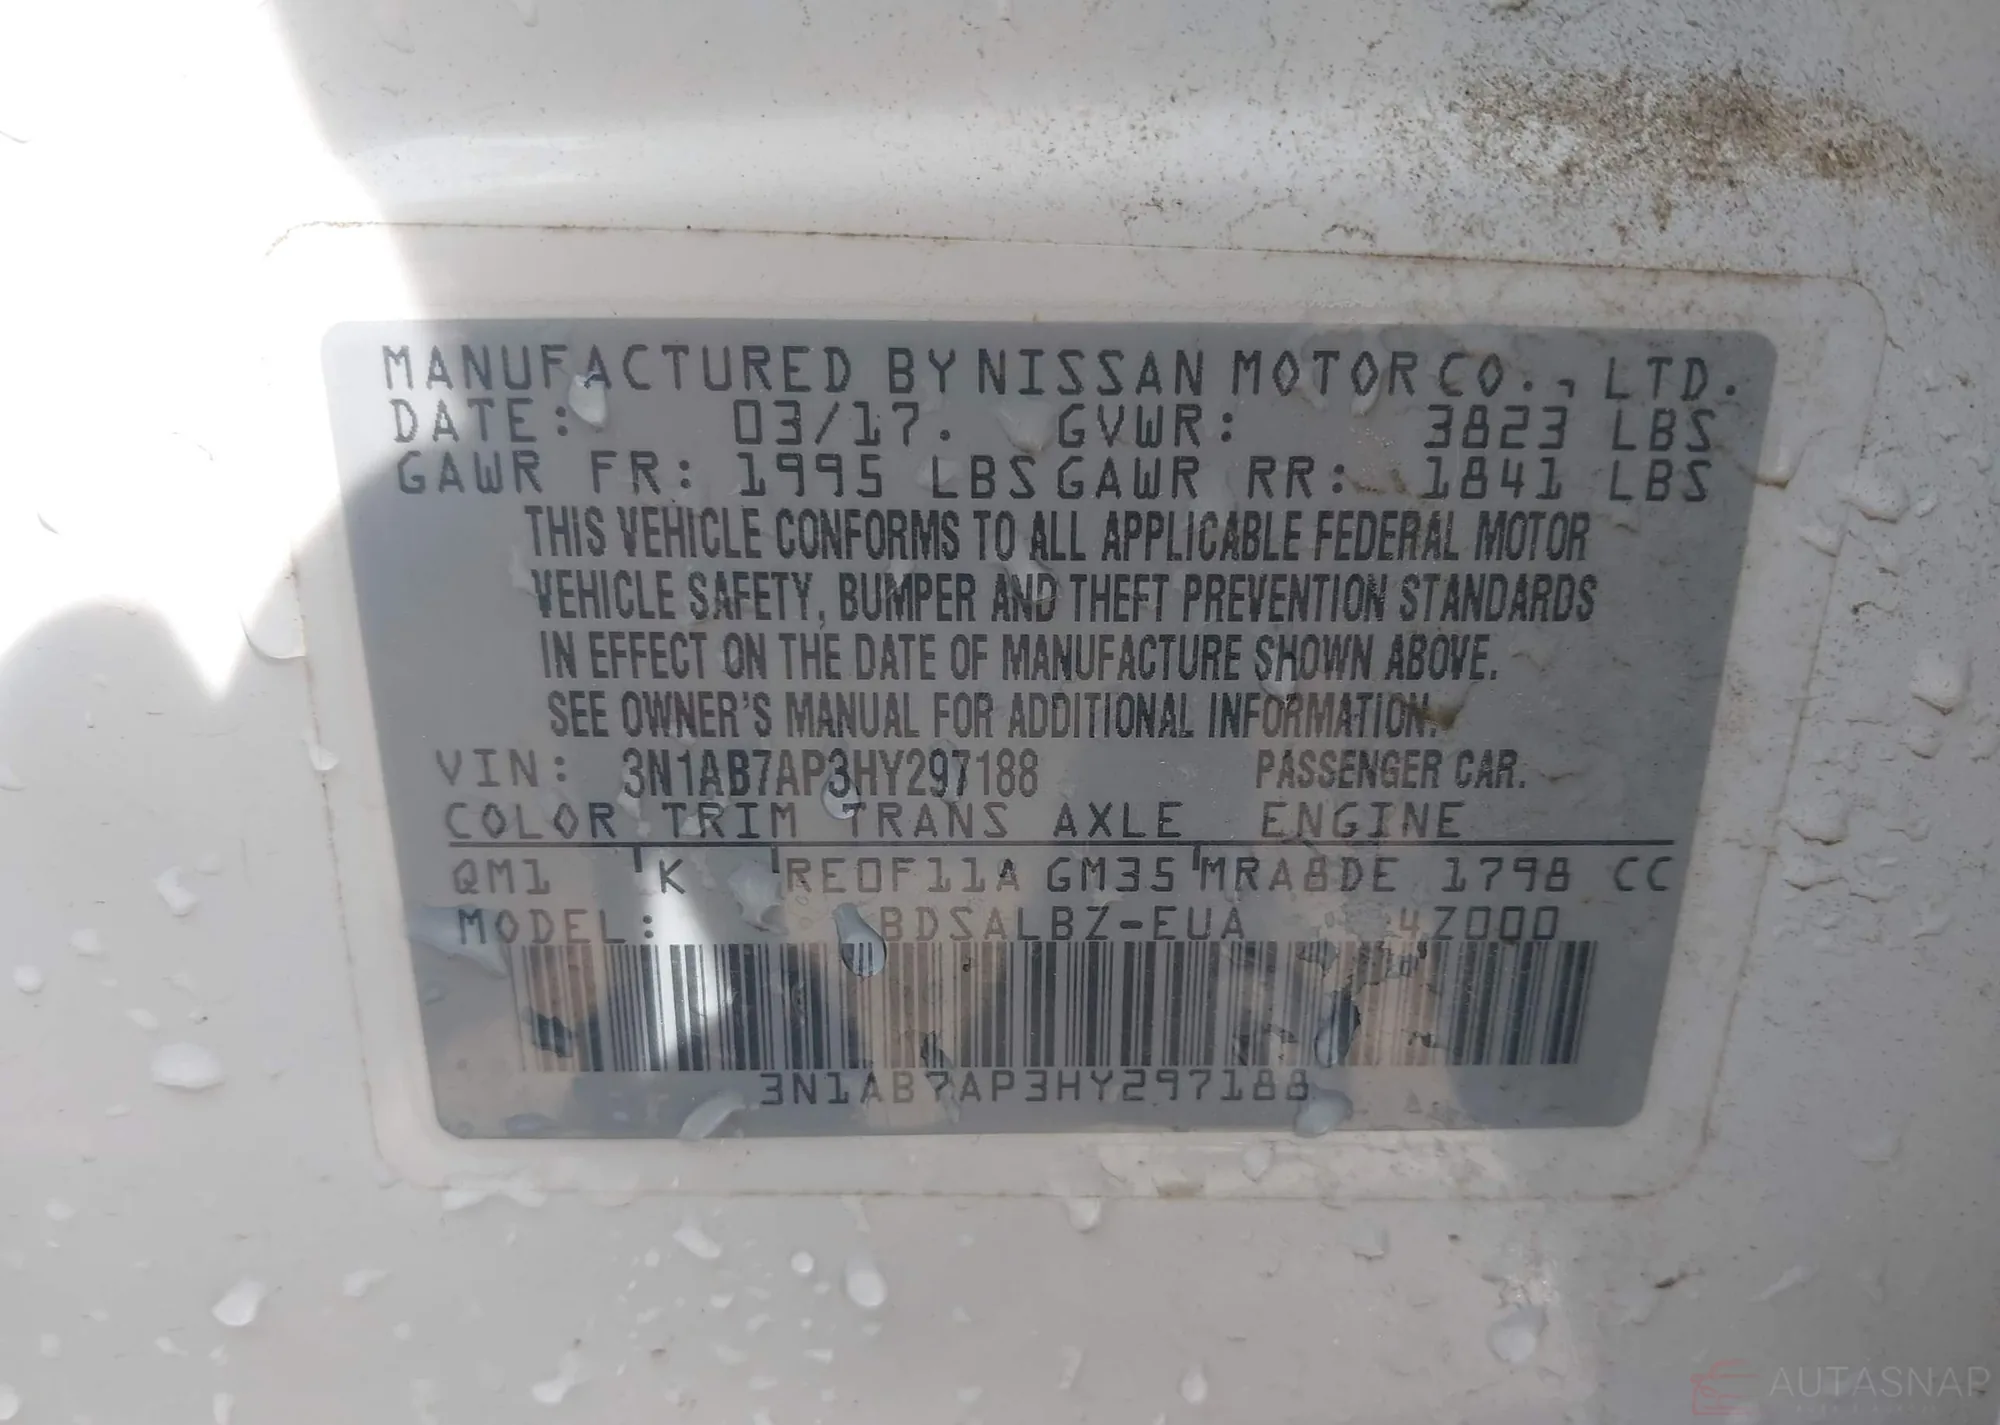 MANUFACTURED BY NISSAN MOTOR CO., LTD.
DATE: 03/17. GVWR: 3823 LBS
GAWR FR: 1995 LBS GAWR RR: 1841 LBS
THIS VEHICLE CONFORMS TO ALL APPLICABLE FEDERAL MOTOR
VEHICLE SAFETY, BUMPER AND THEFT PREVENTION STANDARDS
IN EFFECT ON THE DATE OF MANUFACTURE SHOWN ABOVE.
SEE OWNER'S MANUAL FOR ADDITIONAL INFORMATION.
VIN: 3N1AB7AP3HY297188 PASSENGER CAR.
COLOR TRIM TRANS AXLE ENGINE
QM1 K RE0F11A GM35 MRA8DE 1798 CC
MODEL: BDSALBZ-EUA 4Z000
3N1AB7AP3HY297188
AUTASNAP